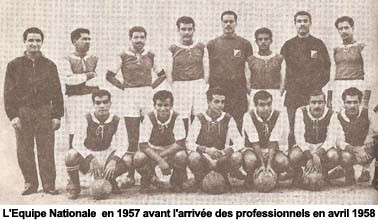 L'Equipe Nationale en 1957 avant l'arrivée des professionnels en avril 1958